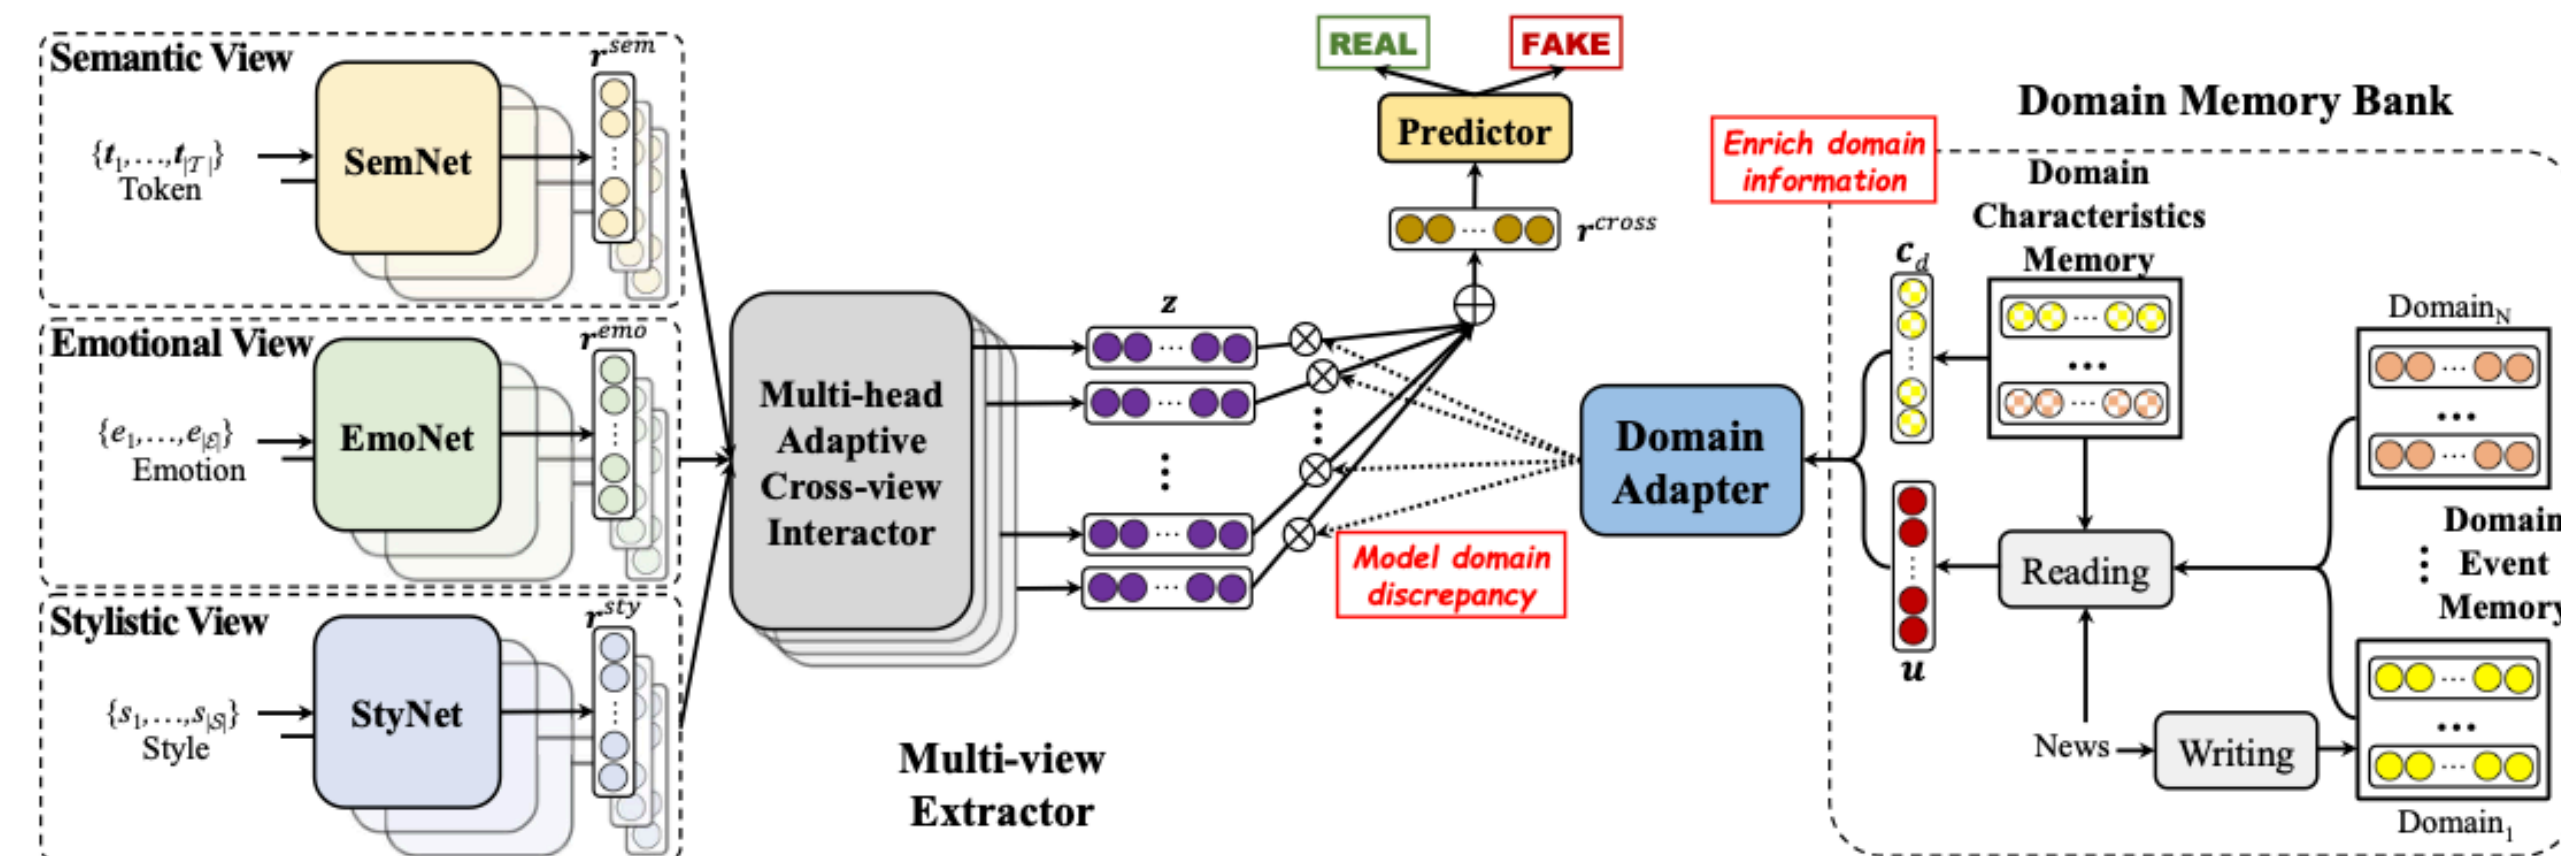 Semantic View
r^{sem}
{t_1,...,t_{|𝒯|}}
Token
SemNet
Emotional View
r^{emo}
{e_1,...,e_{|ℰ|}}
Emotion
EmoNet
Stylistic View
r^{sty}
{s_1,...,s_{|𝒮|}}
Style
StyNet
Multi-head
Adaptive
Cross-view
Interactor
Multi-view
Extractor
z
REAL
FAKE
Predictor
r^{cross}
Model domain
discrepancy
Domain
Adapter
Enrich domain
information
Domain Memory Bank
Domain
Characteristics
Memory
c_d
u
Reading
News
Writing
Domain_N
Domain
Event
Memory
Domain_1